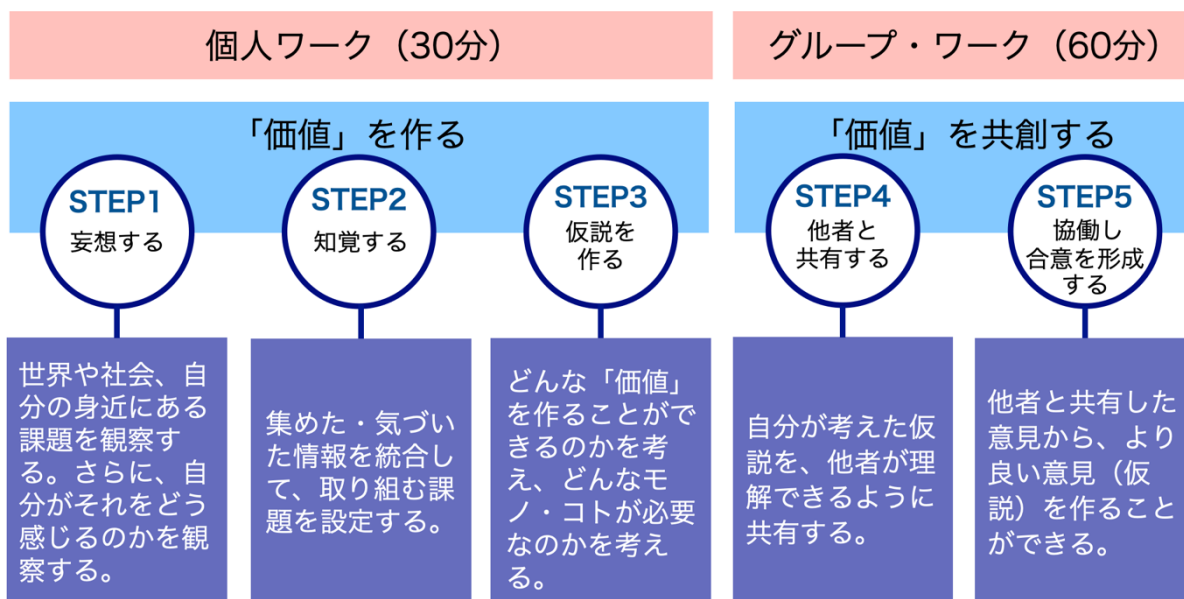 個人ワーク（30分）
グループ・ワーク（60分）
「価値」を作る
「価値」を共創する
STEP1
妄想する
STEP2
知覚する
STEP3
仮説を
作る
STEP4
他者と
共有する
STEP5
協働し
合意を形成
する
世界や社会、自
分の身近にある
課題を観察す
る。さらに、自
分がそれをどう
感じるのかを観
察する。
集めた・気づい
た情報を統合し
て、取り組む課
題を設定する。
どんな「価値」
を作ることがで
きるのかを考
え、どんなモ
ノ・コトが必要
なのかを考え
る。
自分が考えた仮
説を、他者が理
解できるように
共有する。
他者と共有した
意見から、より
良い意見（仮
説）を作ること
ができる。